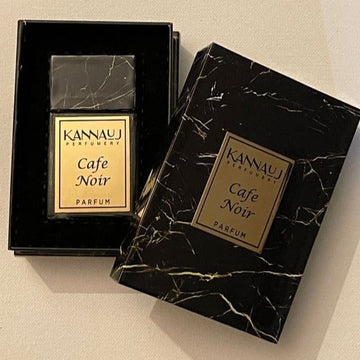 KANNAUJ
PERFUMERY
Cafe
Noir
PARFUM
KANNAUJ
PERFUMERY
Cafe
Noir
PARFUM